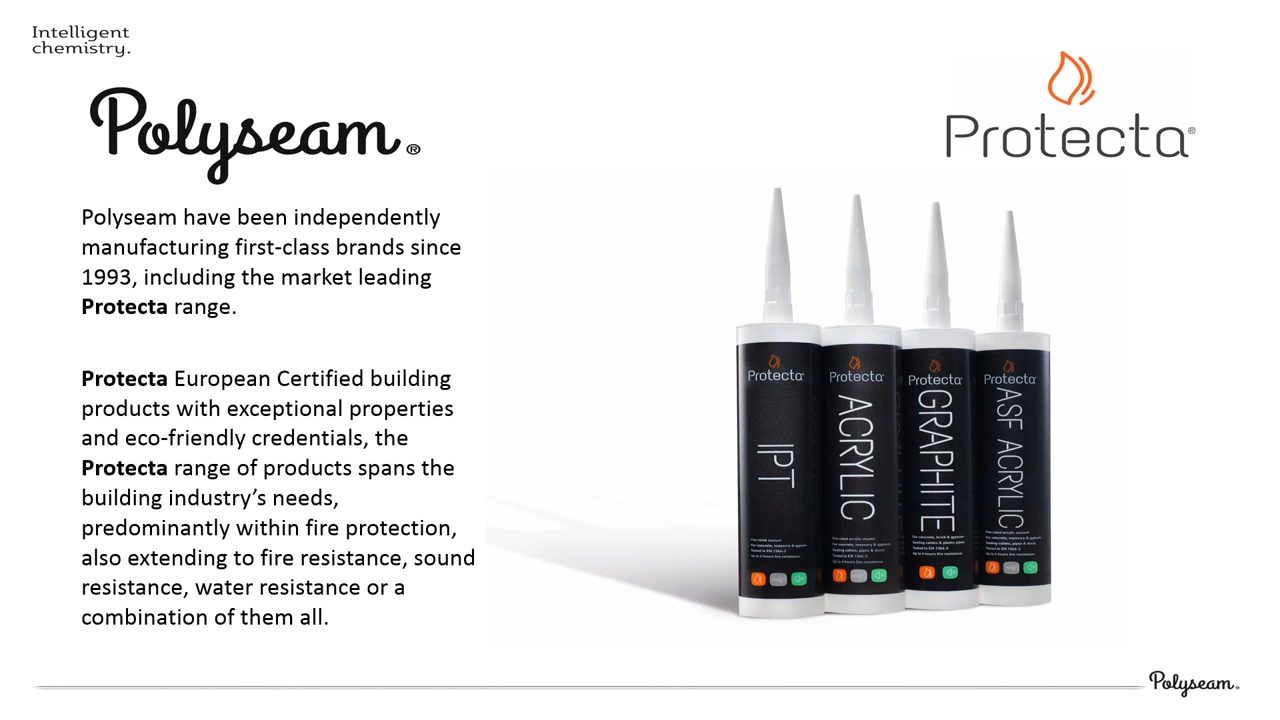 Intelligent
chemistry.
Polyseam®
Protecta®
Polyseam have been independently
manufacturing first-class brands since
1993, including the market leading
Protecta range.
Protecta European Certified building
products with exceptional properties
and eco-friendly credentials, the
Protecta range of products spans the
building industry’s needs,
predominantly within fire protection,
also extending to fire resistance, sound
resistance, water resistance or a
combination of them all.
Protecta
IPT
Protecta
ACRYLIC
Protecta
GRAPHITE
Protecta
ASF ACRYLIC
Polyseam®